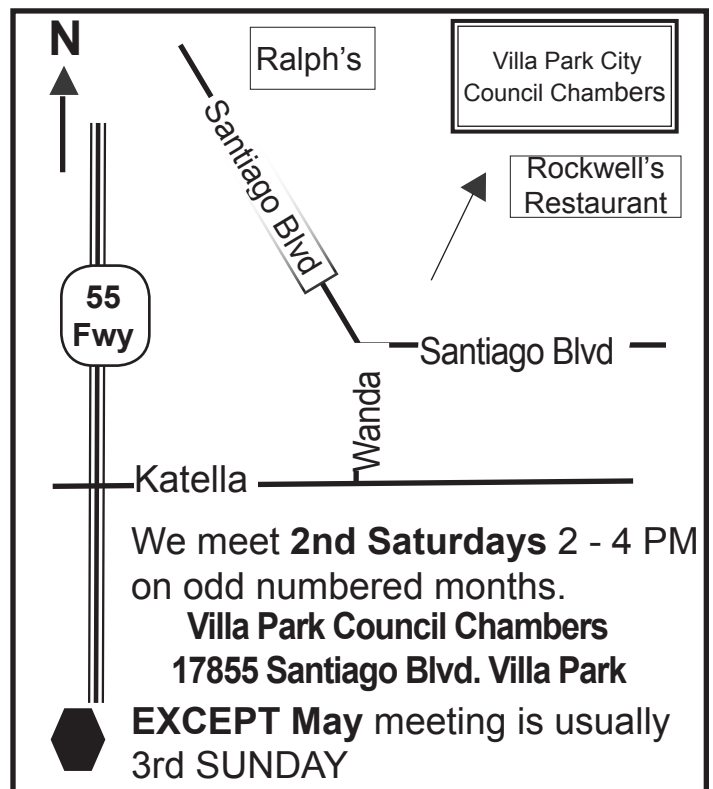 N
Ralph's
Villa Park City
Council Chambers
Santiago Blvd
Rockwell's
Restaurant
55
Fwy
Santiago Blvd
Wanda
Katella
We meet 2nd Saturdays 2 - 4 PM
on odd numbered months.
Villa Park Council Chambers
17855 Santiago Blvd. Villa Park
EXCEPT May meeting is usually
3rd SUNDAY